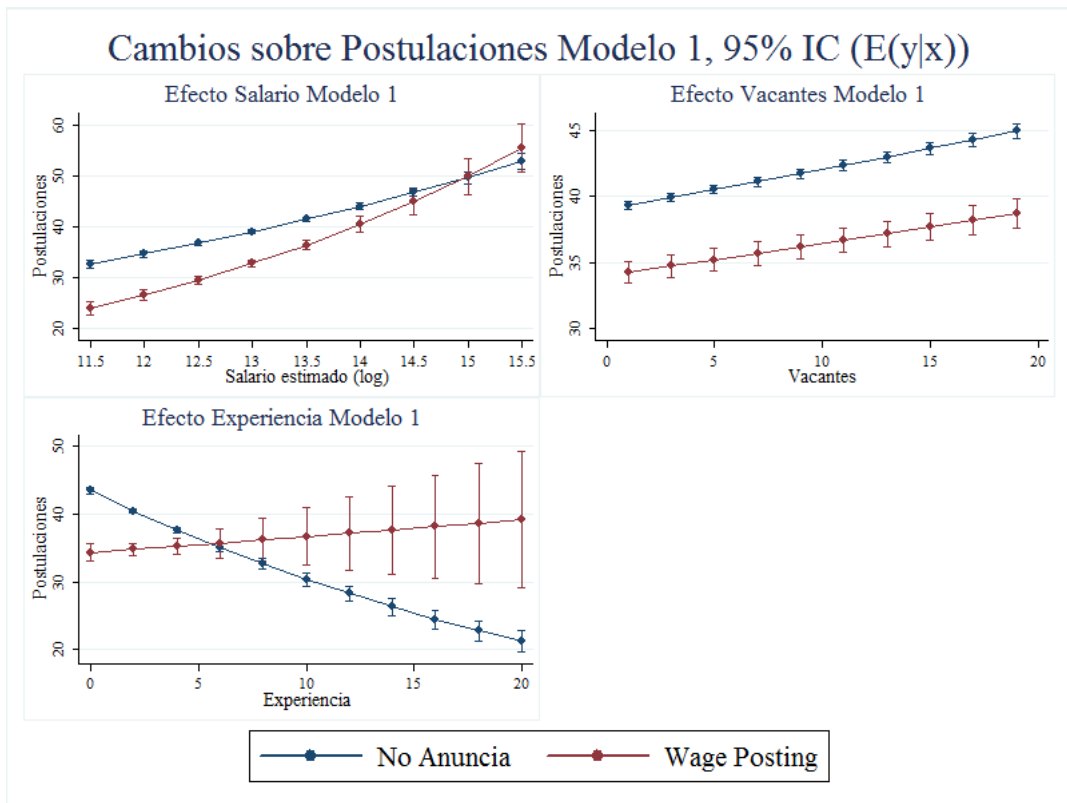 Cambios sobre Postulaciones Modelo 1, 95% IC (E(y|x))
Efecto Salario Modelo 1
Postulaciones
60
50
40
30
20
11.5 12 12.5 13 13.5 14 14.5 15 15.5
Salario estimado (log)
Efecto Vacantes Modelo 1
Postulaciones
45
40
35
30
0 5 10 15 20
Vacantes
Efecto Experiencia Modelo 1
Postulaciones
50
40
30
20
0 5 10 15 20
Experiencia
No Anuncia Wage Posting